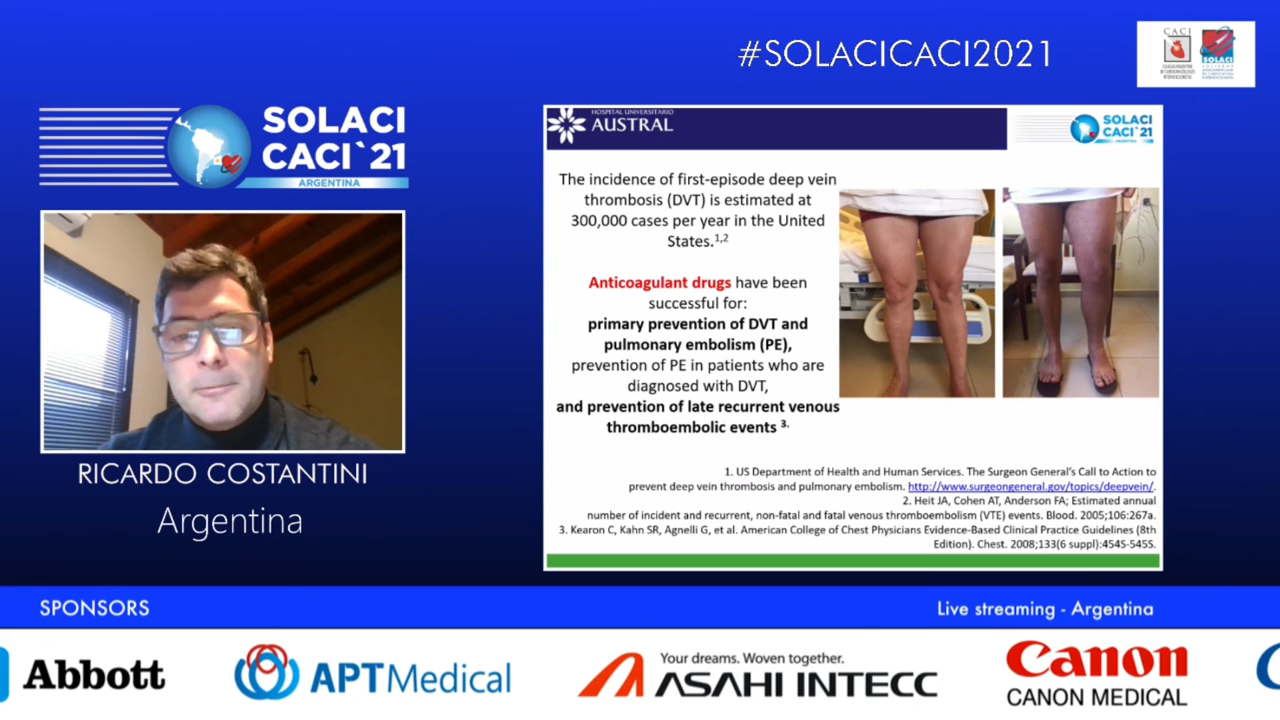 #SOLACICACI2021
CACI
SOLACI
SOLACI
CACI`21
ARGENTINA
RICARDO COSTANTINI
Argentina
HOSPITAL UNIVERSITARIO
AUSTRAL
SOLACI
CACI`21
ARGENTINA
The incidence of first-episode deep vein
thrombosis (DVT) is estimated at
300,000 cases per year in the United
States.1,2
Anticoagulant drugs have been
successful for:
primary prevention of DVT and
pulmonary embolism (PE),
prevention of PE in patients who are
diagnosed with DVT,
and prevention of late recurrent venous
thromboembolic events 3.
1. US Department of Health and Human Services. The Surgeon General's Call to Action to
prevent deep vein thrombosis and pulmonary embolism. http://www.surgeongeneral.gov/topics/deepvein/.
2. Heit JA, Cohen AT, Anderson FA; Estimated annual
number of incident and recurrent, non-fatal and fatal venous thromboembolism (VTE) events. Blood. 2005;106:267a.
3. Kearon C, Kahn SR, Agnelli G, et al. American College of Chest Physicians Evidence-Based Clinical Practice Guidelines (8th
Edition). Chest. 2008;133(6 suppl):454S-545S.
SPONSORS
Live streaming - Argentina
Abbott
APT Medical
Your dreams. Woven together.
ASAHI INTECC
Canon
CANON MEDICAL